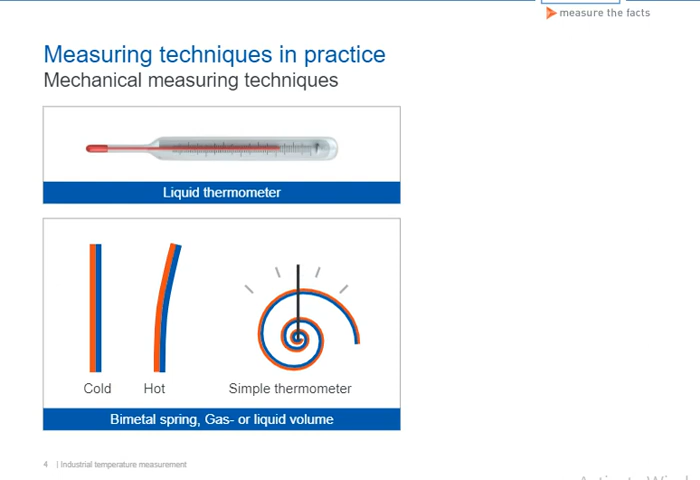 measure the facts
Measuring techniques in practice
Mechanical measuring techniques
Liquid thermometer
Cold
Hot
Simple thermometer
Bimetal spring, Gas- or liquid volume
4 | Industrial temperature measurement